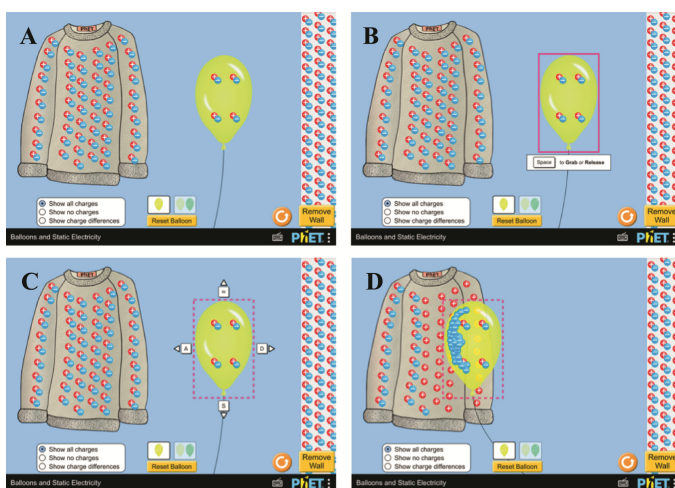 A
PhET
Show all charges
Show no charges
Show charge differences
Reset Balloon
Remove
Wall
Balloons and Static Electricity
PhET
B
PhET
Space to Grab or Release
Show all charges
Show no charges
Show charge differences
Reset Balloon
Remove
Wall
Balloons and Static Electricity
PhET
C
PhET
W
A
D
S
Show all charges
Show no charges
Show charge differences
Reset Balloon
Remove
Wall
Balloons and Static Electricity
PhET
D
PhET
Show all charges
Show no charges
Show charge differences
Reset Balloon
Remove
Wall
Balloons and Static Electricity
PhET